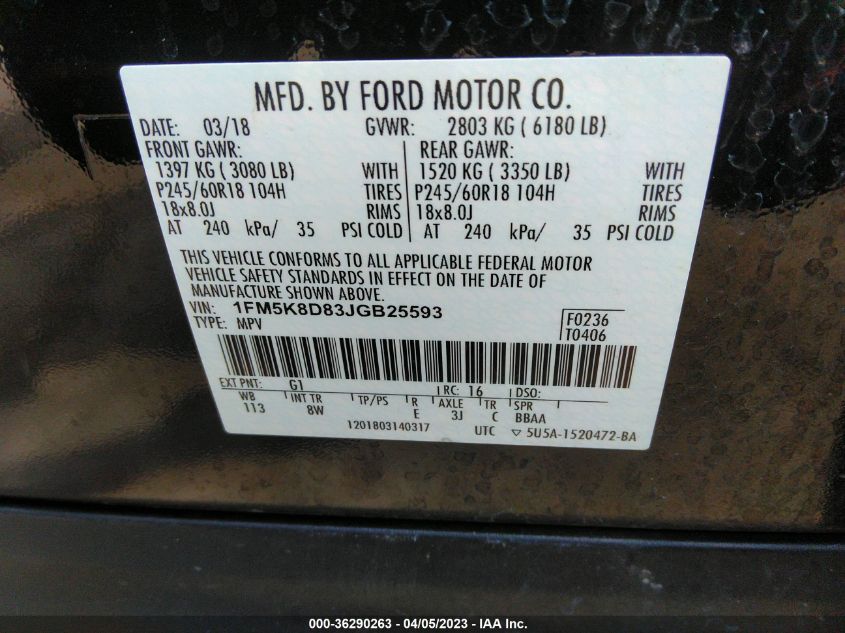 MFD. BY FORD MOTOR CO.
DATE: 03/18 GVWR: 2803 KG ( 6180 LB)
FRONT GAWR: REAR GAWR:
1397 KG ( 3080 LB) WITH 1520 KG ( 3350 LB) WITH
P245/60R18 104H TIRES P245/60R18 104H TIRES
18x8.0J RIMS 18x8.0J RIMS
AT 240 kPa/ 35 PSI COLD AT 240 kPa/ 35 PSI COLD
THIS VEHICLE CONFORMS TO ALL APPLICABLE FEDERAL MOTOR
VEHICLE SAFETY STANDARDS IN EFFECT ON THE DATE OF
MANUFACTURE SHOWN ABOVE.
VIN: 1FM5K8D83JGB25593 F0236
TYPE: MPV T0406
EXT PNT: G1 RC: 16 DSO:
WB INT TR TP/PS R AXLE TR SPR
113 8W E 3J C BBAA
1201803140317 UTC ▽ 5U5A-1520472-BA
000-36290263 - 04/05/2023 - IAA Inc.